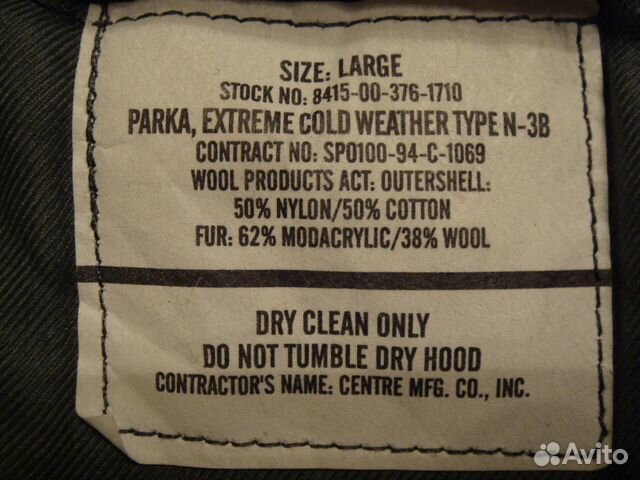 SIZE: LARGE
STOCK NO: 8415-00-376-1710
PARKA, EXTREME COLD WEATHER TYPE N-3B
CONTRACT NO: SPO100-94-C-1069
WOOL PRODUCTS ACT: OUTERSHELL:
50% NYLON/50% COTTON
FUR: 62% MODACRYLIC/38% WOOL
DRY CLEAN ONLY
DO NOT TUMBLE DRY HOOD
CONTRACTOR'S NAME: CENTRE MFG. CO., INC.
Avito